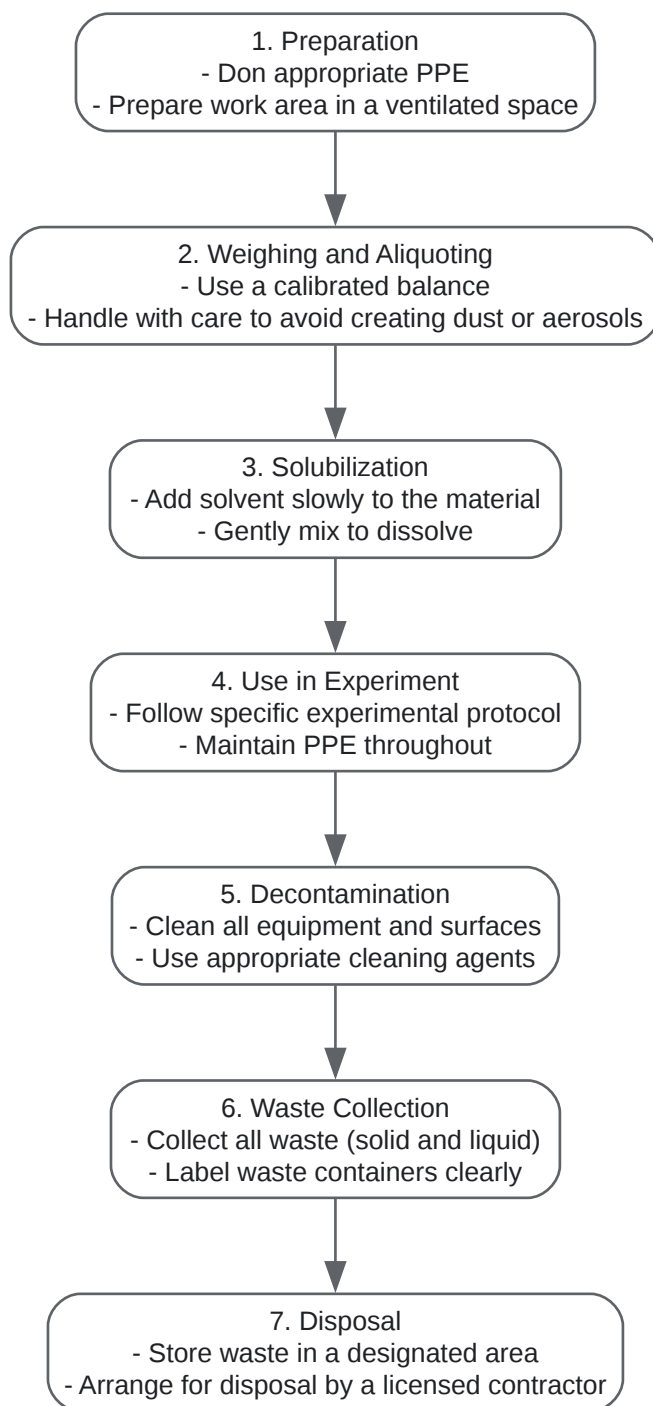 1. Preparation
- Don appropriate PPE
- Prepare work area in a ventilated space
2. Weighing and Aliquoting
- Use a calibrated balance
- Handle with care to avoid creating dust or aerosols
3. Solubilization
- Add solvent slowly to the material
- Gently mix to dissolve
4. Use in Experiment
- Follow specific experimental protocol
- Maintain PPE throughout
5. Decontamination
- Clean all equipment and surfaces
- Use appropriate cleaning agents
6. Waste Collection
- Collect all waste (solid and liquid)
- Label waste containers clearly
7. Disposal
- Store waste in a designated area
- Arrange for disposal by a licensed contractor